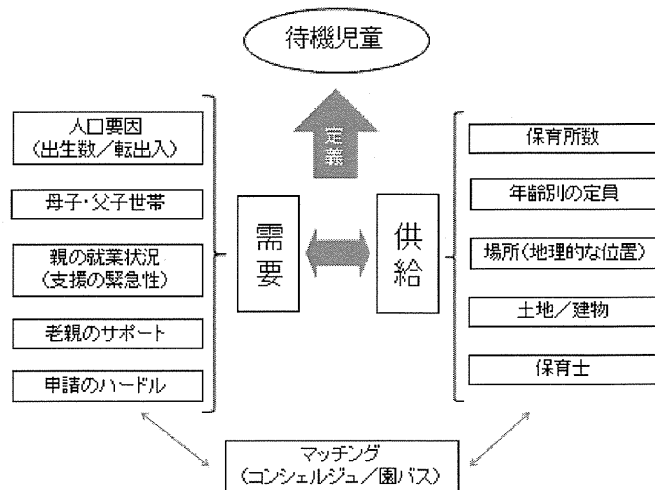 待機児童
定義
人口要因
(出生数/転出入)
母子・父子世帯
親の就業状況
(支援の緊急性)
老親のサポート
申請のハードル
需要
供給
保育所数
年齢別の定員
場所(地理的な位置)
土地/建物
保育士
マッチング
(コンシェルジュ/園バス)